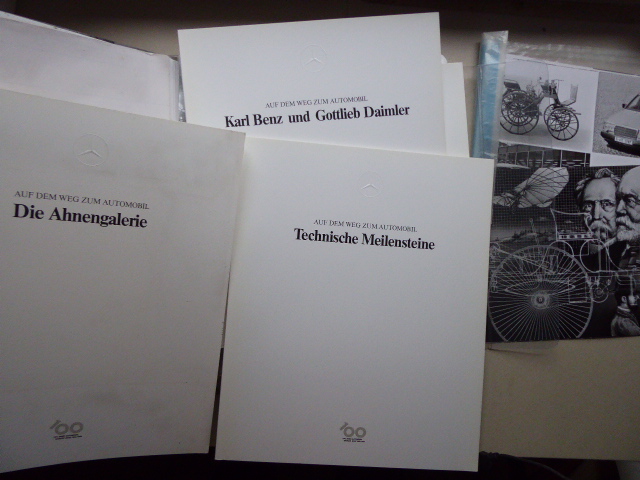 AUF DEM WEG ZUM AUTOMOBIL
Karl Benz und Gottlieb Daimler
AUF DEM WEG ZUM AUTOMOBIL
Die Ahnengalerie
100
AUF DEM WEG ZUM AUTOMOBIL
Technische Meilensteine
100